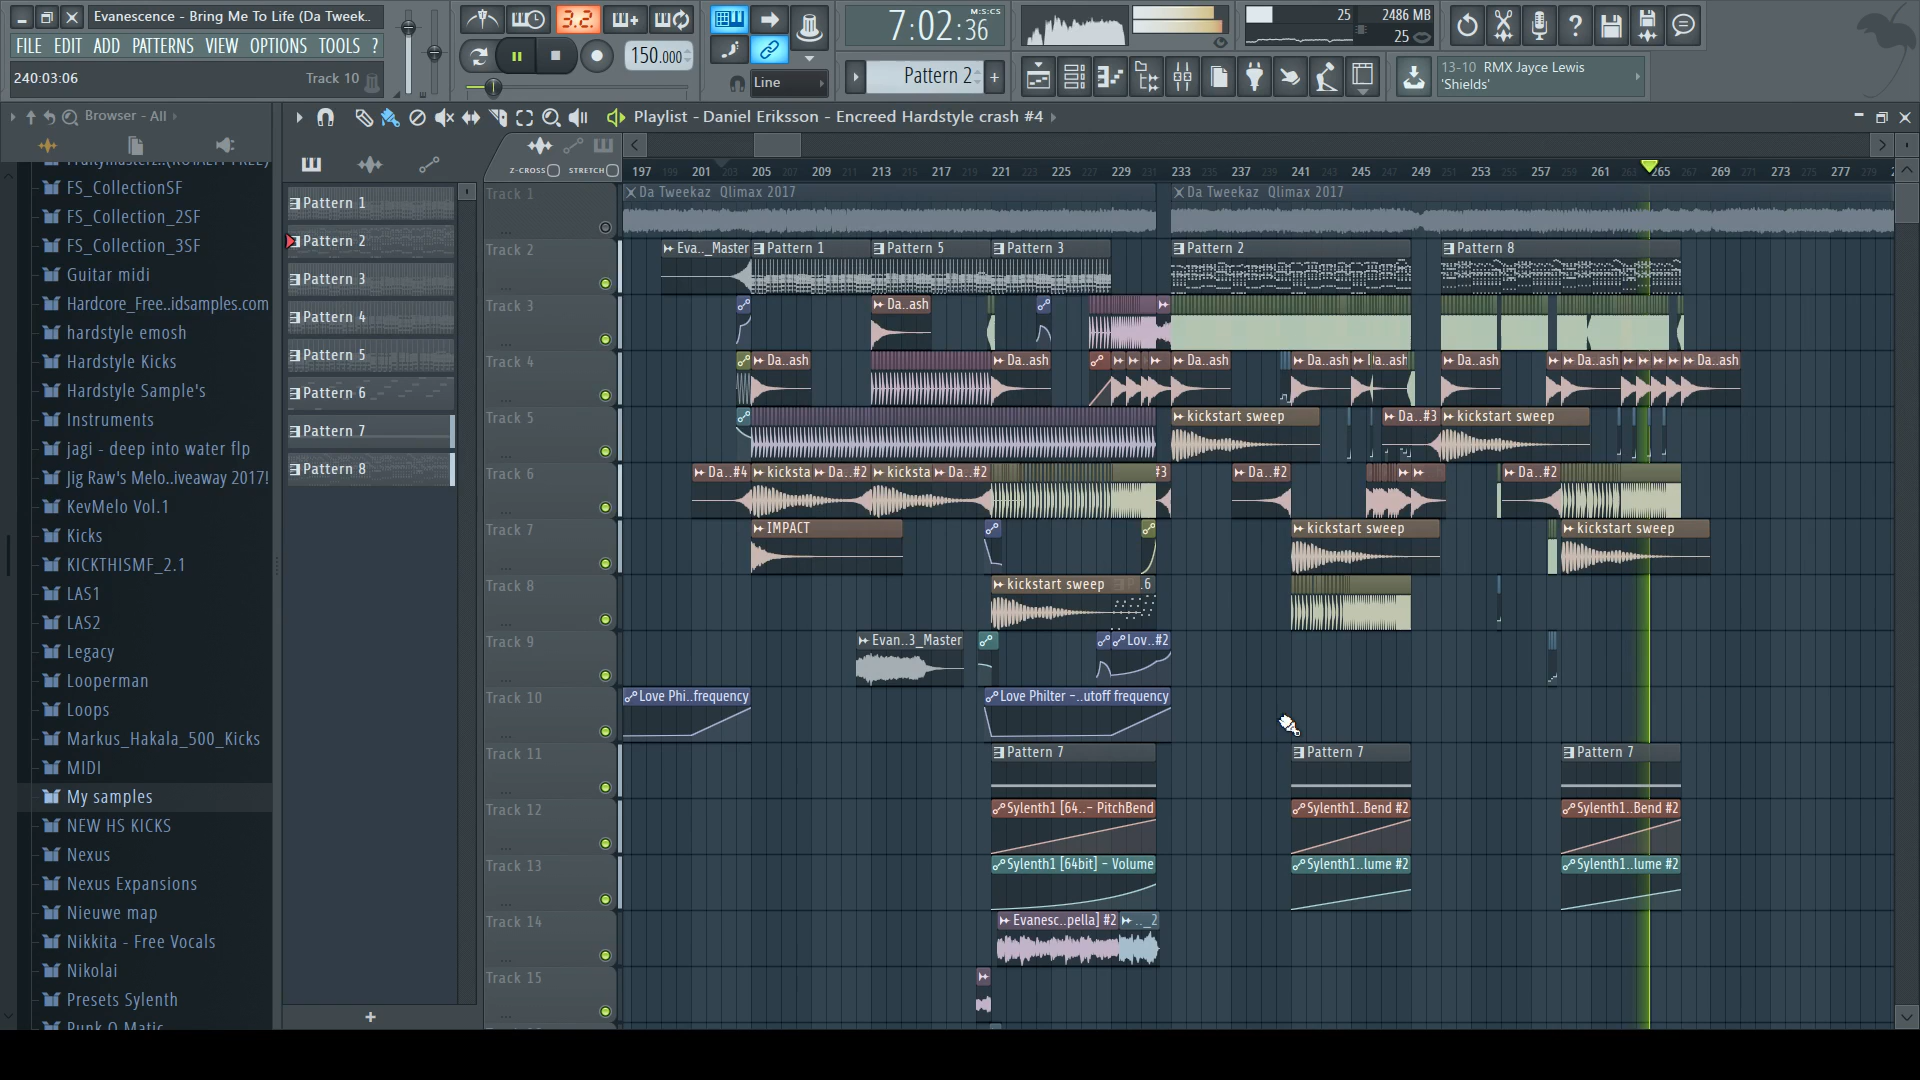 Evanescence - Bring Me To Life (Da Tweek..
FILE EDIT ADD PATTERNS VIEW OPTIONS TOOLS ?
240:03:06 Track 10
3.2.
150.000
7:02:36
M:S:CS
Line
Pattern 2
25 2486 MB
25
13-10 RMX Jayce Lewis
'Shields'
Browser - All
Playlist - Daniel Eriksson - Encreed Hardstyle crash #4
Z-CROSS STRETCH
197 201 205 209 213 217 221 225 229 233 237 241 245 249 253 257 261 265 269 273 277
FS_CollectionSF
FS_Collection_2SF
FS_Collection_3SF
Guitar midi
Hardcore_Free..idsamples.com
hardstyle emosh
Hardstyle Kicks
Hardstyle Sample's
Instruments
jagi - deep into water flp
Jig Raw's Melo..iveaway 2017!
KevMelo Vol.1
Kicks
KICKTHISMF_2.1
LAS1
LAS2
Legacy
Looperman
Loops
Markus_Hakala_500_Kicks
MIDI
My samples
NEW HS KICKS
Nexus
Nexus Expansions
Nieuwe map
Nikkita - Free Vocals
Nikolai
Presets Sylenth
Pattern 1
Pattern 2
Pattern 3
Pattern 4
Pattern 5
Pattern 6
Pattern 7
Pattern 8
Track 1 Da Tweekaz Qlimax 2017 Da Tweekaz Qlimax 2017
Track 2 Eva.._Master Pattern 1 Pattern 5 Pattern 3 Pattern 2 Pattern 8
Track 3 Da..ash
Track 4 Da..ash Da..ash Da..ash Da..ash Da..ash Da..ash Da..ash
Track 5 kickstart sweep Da..#3 kickstart sweep
Track 6 Da..#4 kicksta Da..#2 kicksta Da..#2 #3 Da..#2 Da..#2
Track 7 IMPACT kickstart sweep kickstart sweep
Track 8 kickstart sweep .6
Track 9 Evan..3_Master Lov..#2
Track 10 Love Phi..frequency Love Philter -..utoff frequency
Track 11 Pattern 7 Pattern 7 Pattern 7
Track 12 Sylenth1 [64..- PitchBend Sylenth1..Bend #2 Sylenth1..Bend #2
Track 13 Sylenth1 [64bit] - Volume Sylenth1..lume #2 Sylenth1..lume #2
Track 14 Evanesc..pella] #2 .._2
Track 15